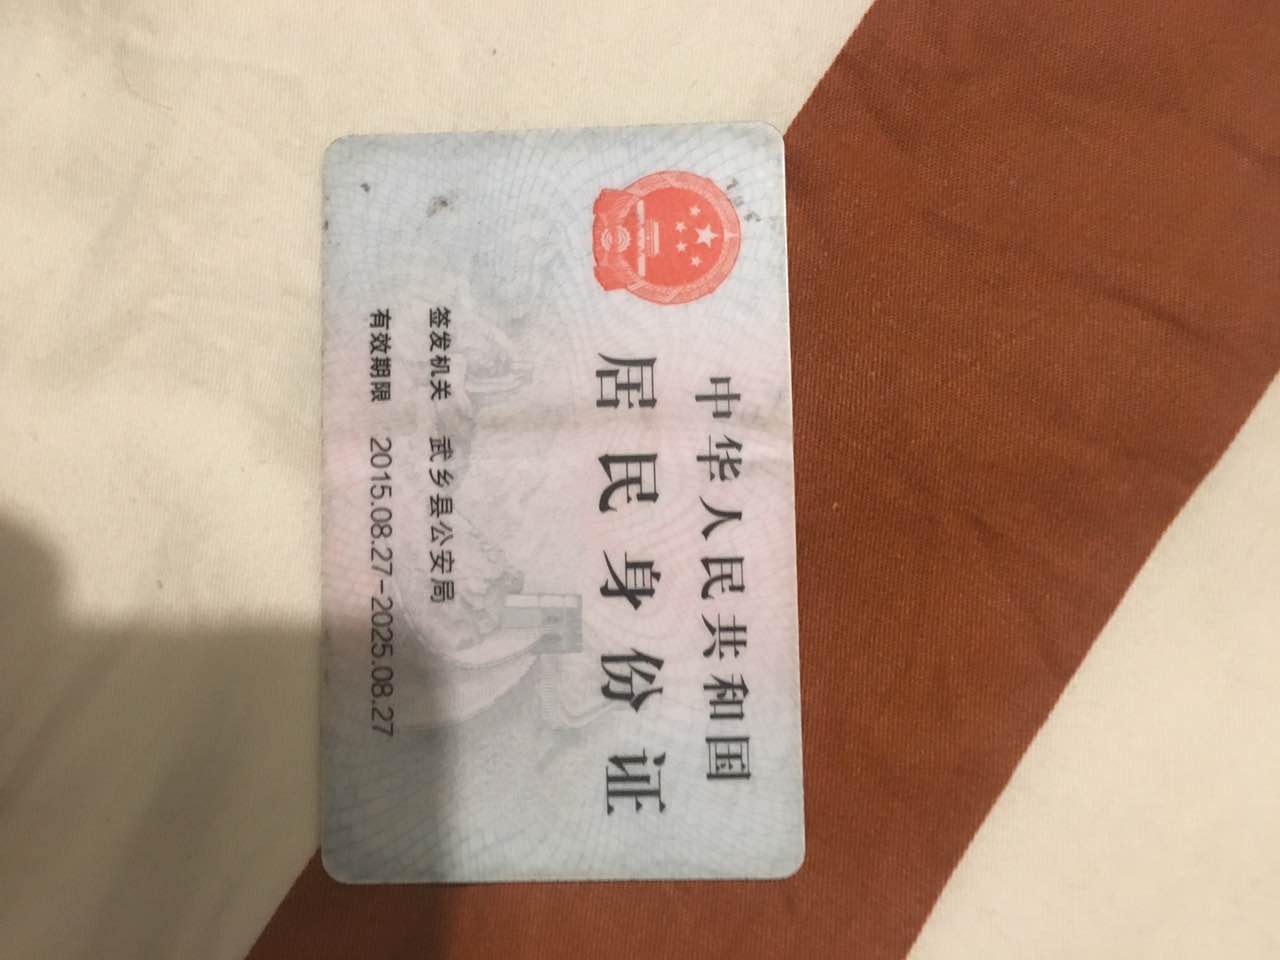 中华人民共和国
居民身份证
签发机关 武乡县公安局
有效期限 2015.08.27-2025.08.27